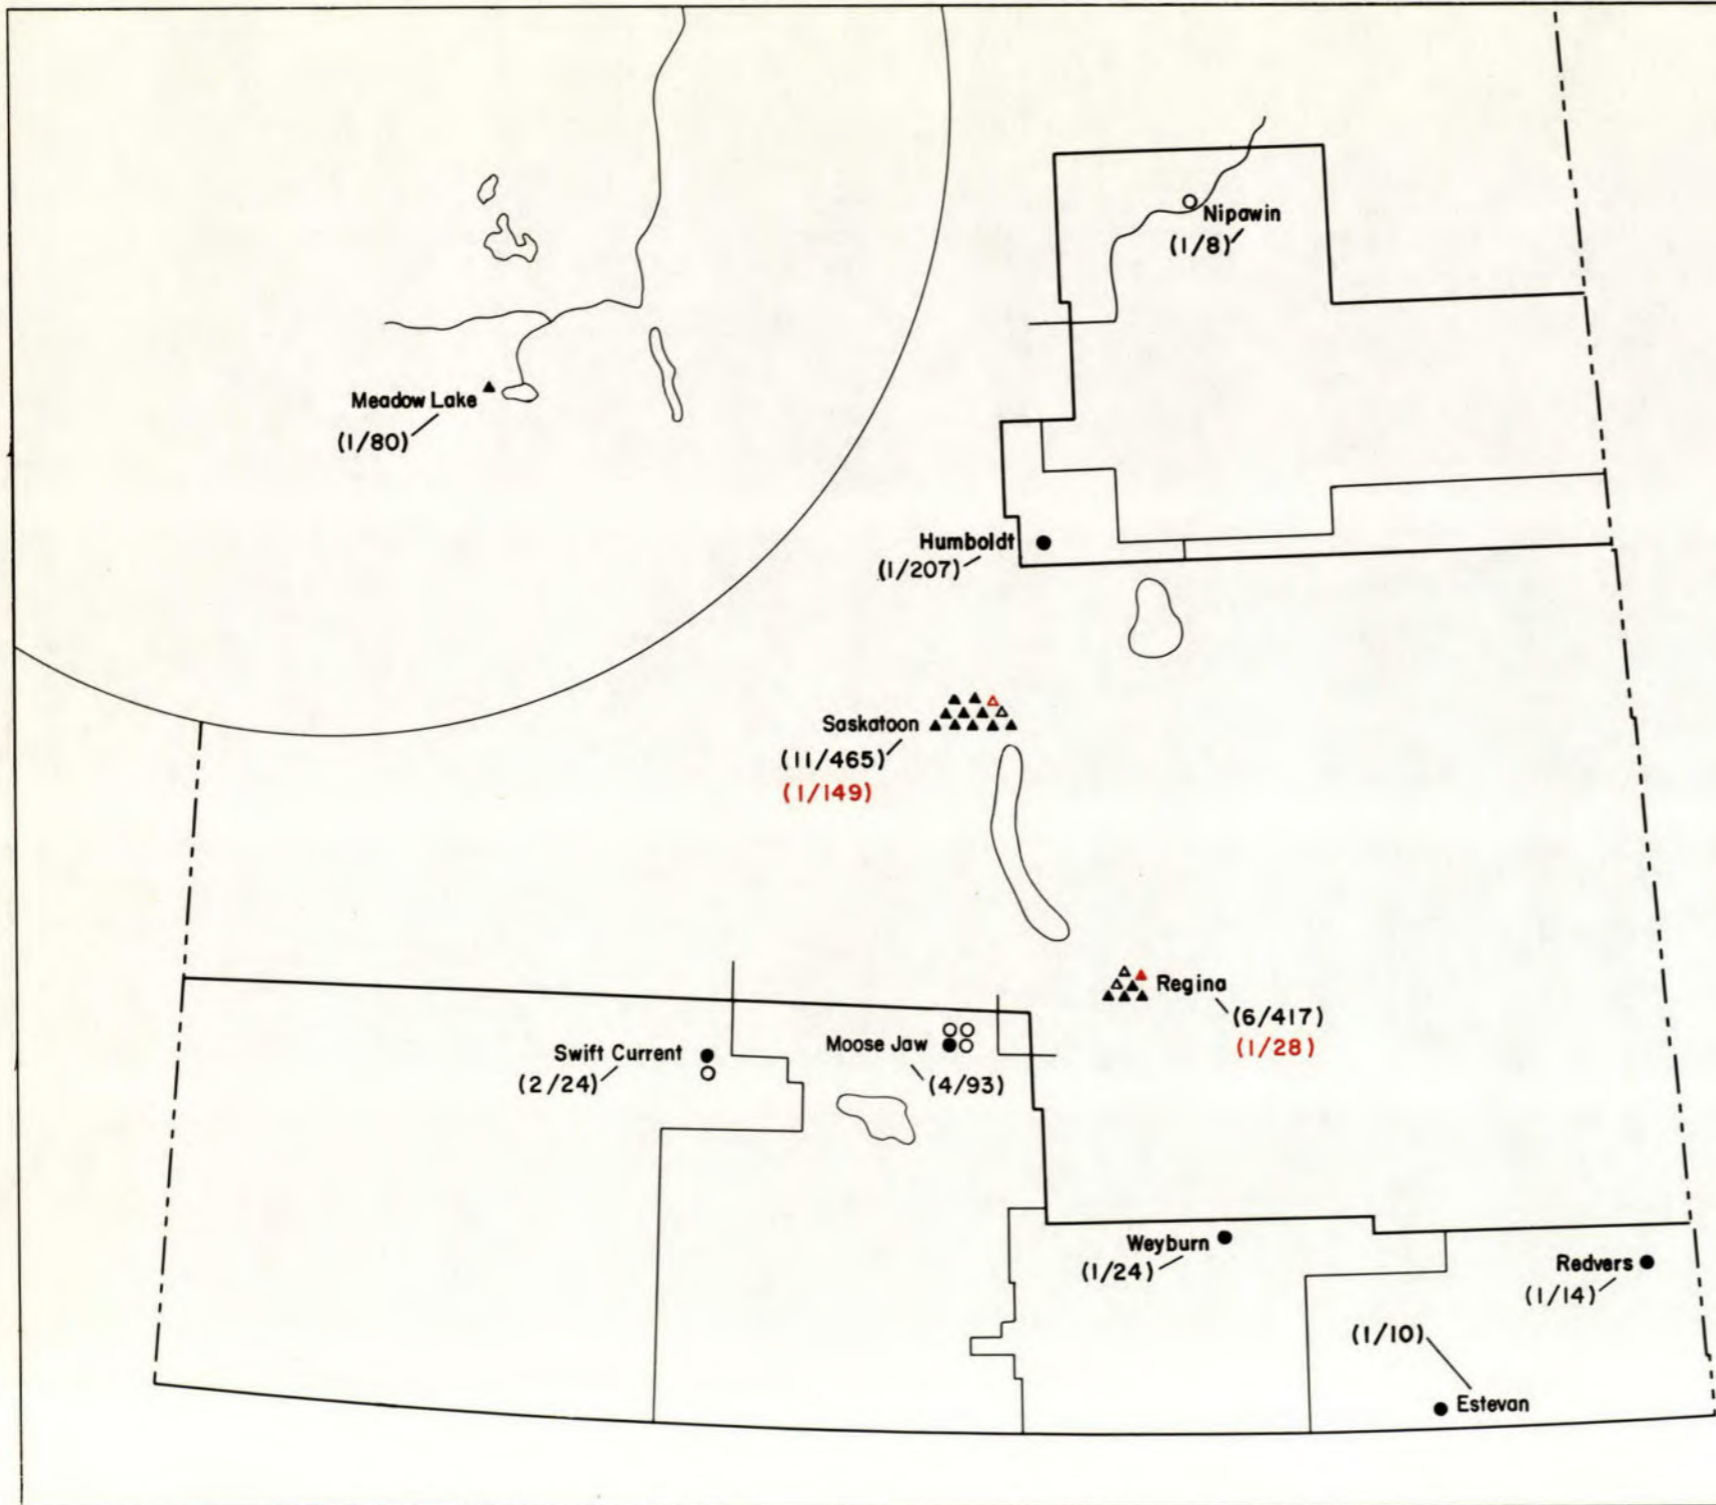 Nipawin
(1/8)
Meadow Lake
(1/80)
Humboldt
(1/207)
Saskatoon
(11/465)
(1/149)
Regina
(6/417)
(1/28)
Swift Current
(2/24)
Moose Jaw
(4/93)
Weyburn
(1/24)
Redvers
(1/14)
(1/10)
Estevan